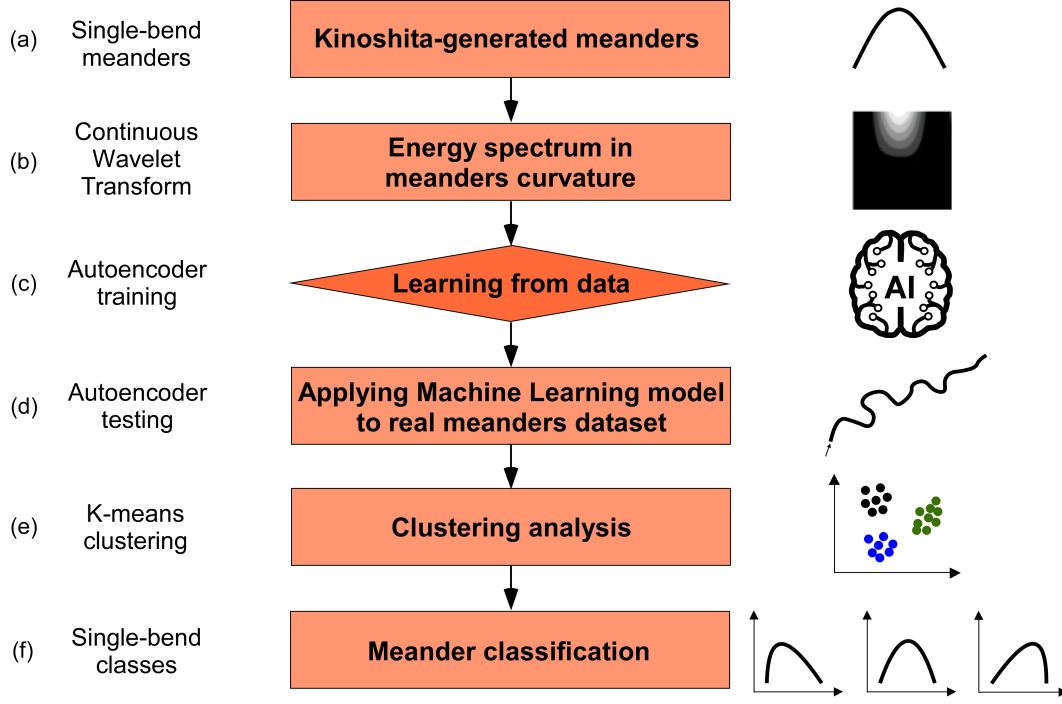 (a)
Single-bend
meanders
Kinoshita-generated meanders
(b)
Continuous
Wavelet
Transform
Energy spectrum in
meanders curvature
(c)
Autoencoder
training
Learning from data
AI
(d)
Autoencoder
testing
Applying Machine Learning model
to real meanders dataset
(e)
K-means
clustering
Clustering analysis
(f)
Single-bend
classes
Meander classification